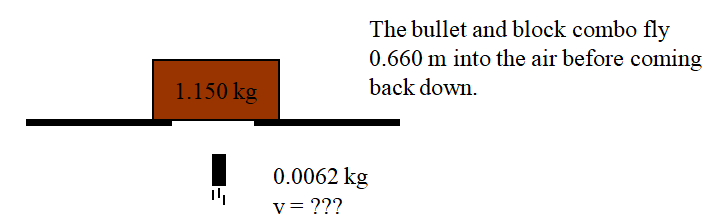 The bullet and block combo fly
0.660 m into the air before coming
back down.
1.150 kg
0.0062 kg
v = ???